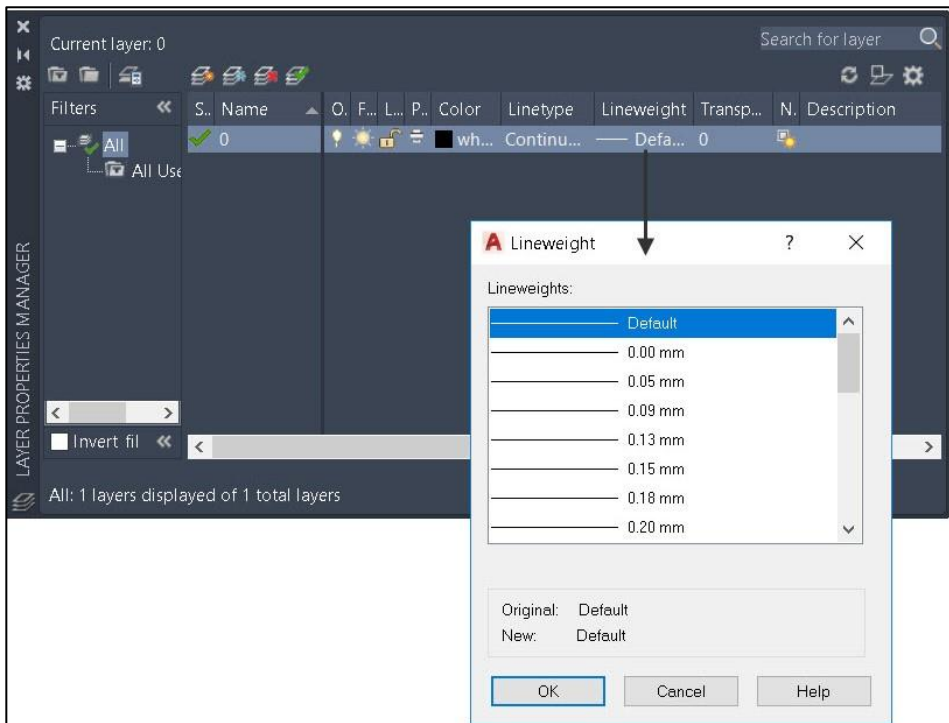 Current layer: 0
Search for layer
Filters
S.. Name O. F... L... P.. Color Linetype Lineweight Transp... N. Description
All
0 wh... Continu... Defa... 0
All Use
LAYER PROPERTIES MANAGER
Invert fil
All: 1 layers displayed of 1 total layers
A Lineweight ? X
Lineweights:
Default
0.00 mm
0.05 mm
0.09 mm
0.13 mm
0.15 mm
0.18 mm
0.20 mm
Original: Default
New: Default
OK Cancel Help